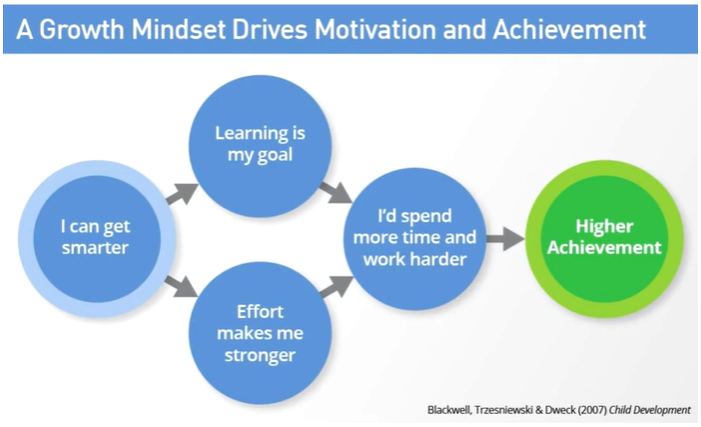 A Growth Mindset Drives Motivation and Achievement
Learning is
my goal
I can get
smarter
I'd spend
more time and
work harder
Higher
Achievement
Effort
makes me
stronger
Blackwell, Trzesniewski & Dweck (2007) Child Development